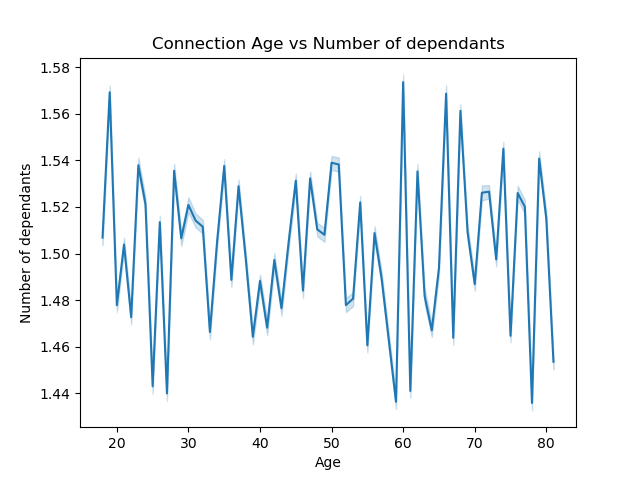 Connection Age vs Number of dependants
1.58
1.56
1.54
1.52
1.50
1.48
1.46
1.44
Number of dependants
20 30 40 50 60 70 80
Age